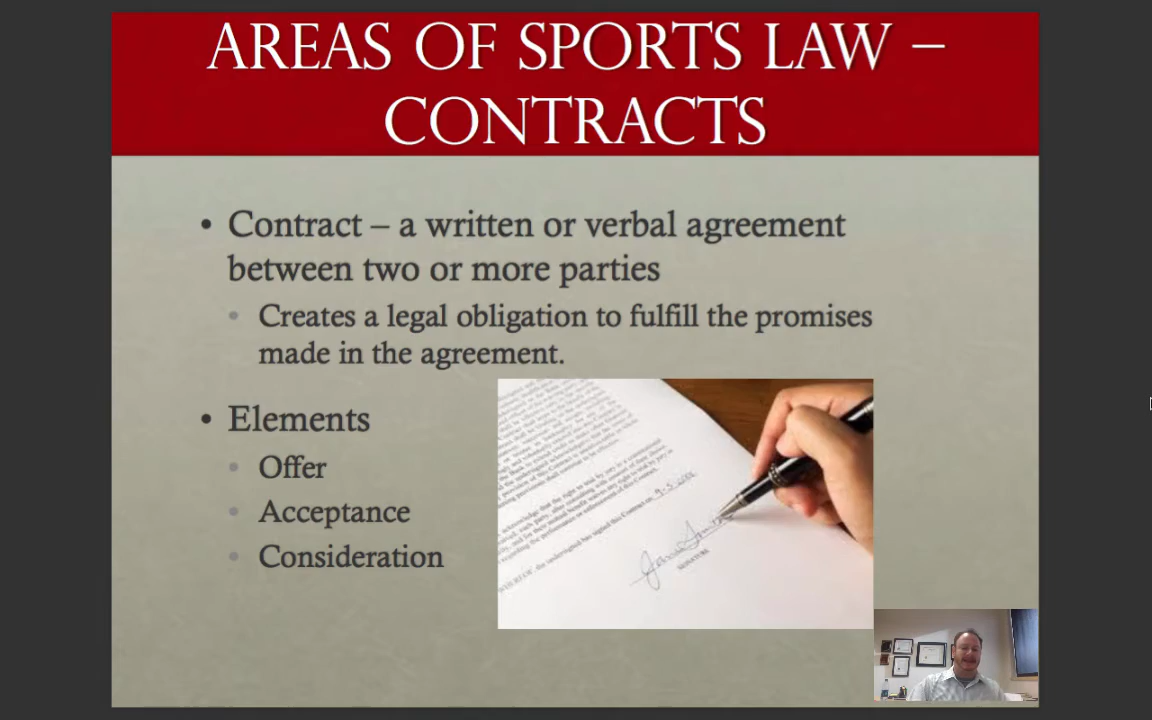 AREAS OF SPORTS LAW –
CONTRACTS
• Contract – a written or verbal agreement
between two or more parties
• Creates a legal obligation to fulfill the promises
made in the agreement.
• Elements
• Offer
• Acceptance
• Consideration
SIGNATURE